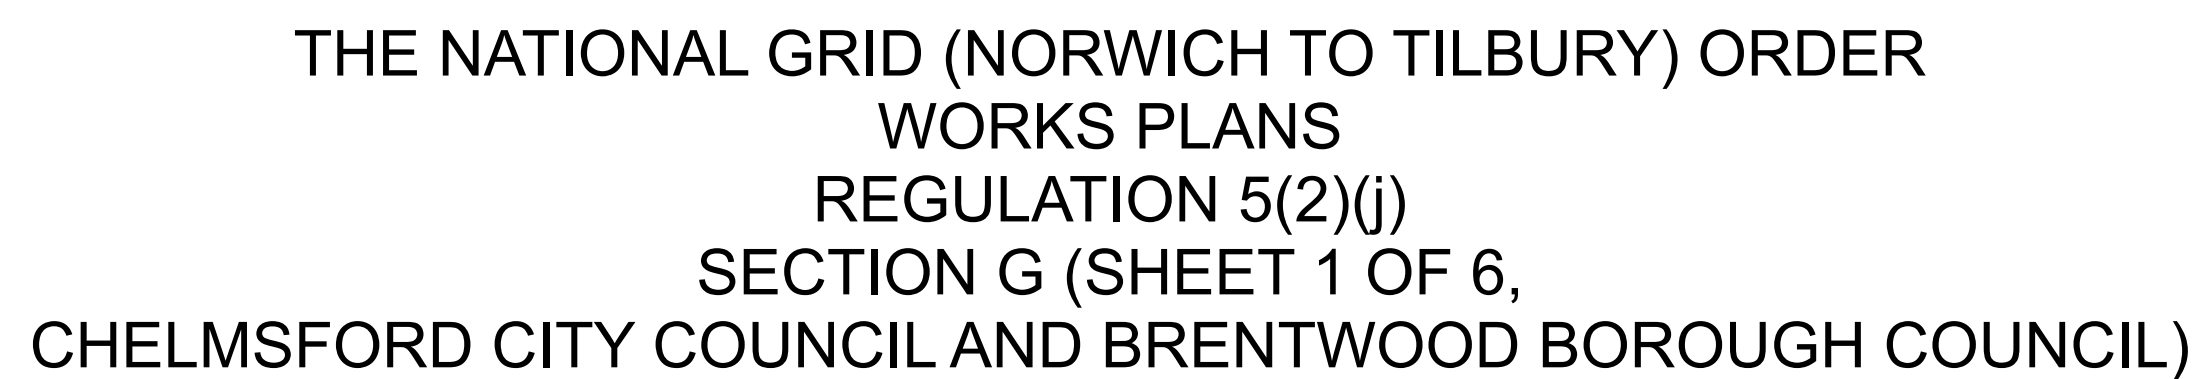 THE NATIONAL GRID (NORWICH TO TILBURY) ORDER
WORKS PLANS
REGULATION 5(2)(j)
SECTION G (SHEET 1 OF 6,
CHELMSFORD CITY COUNCIL AND BRENTWOOD BOROUGH COUNCIL)